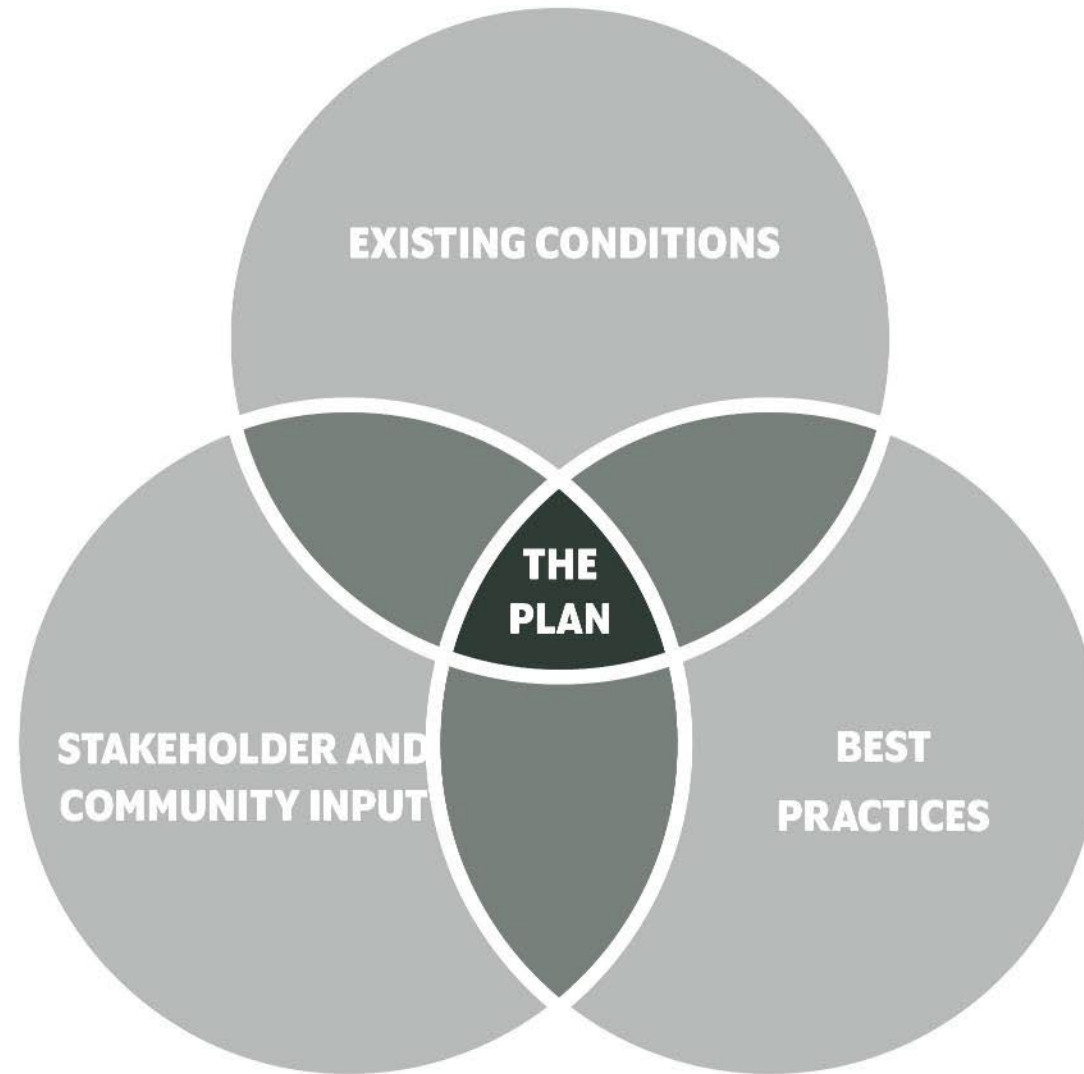 EXISTING CONDITIONS
THE
PLAN
STAKEHOLDER AND
COMMUNITY INPUT
BEST
PRACTICES